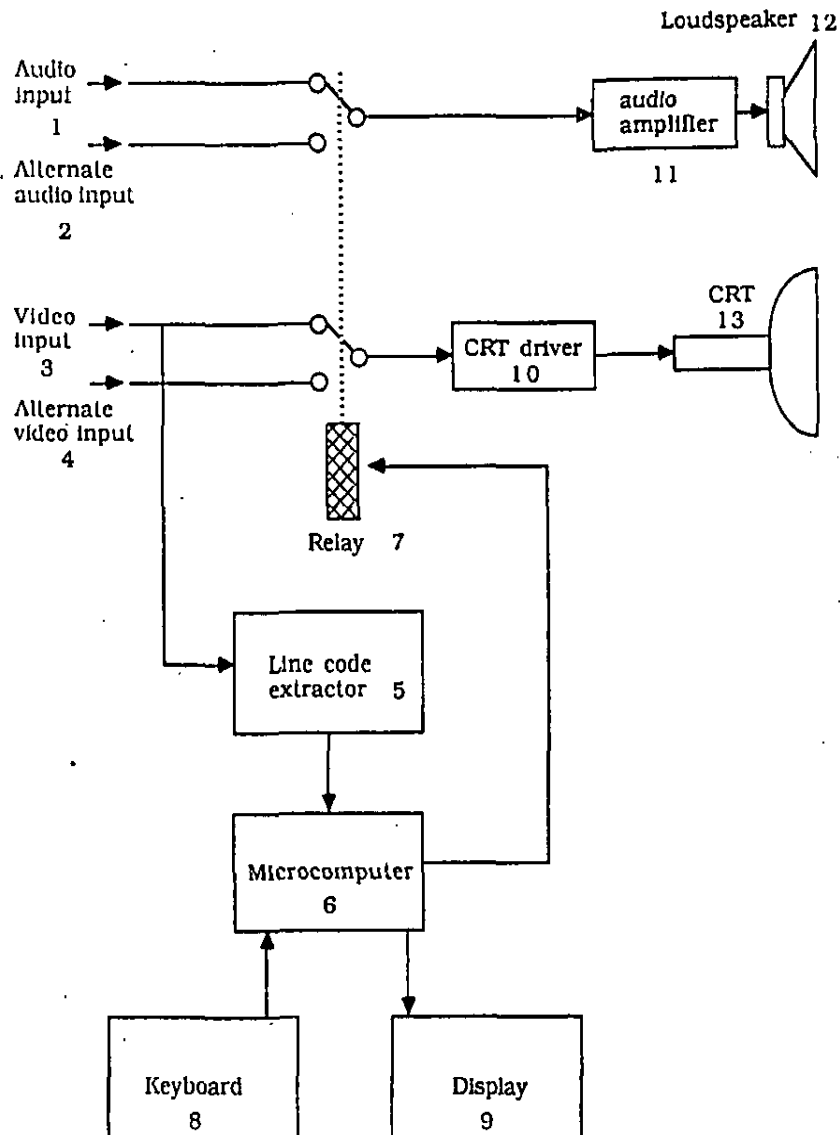 Loudspeaker 12
Audio
input
1
audio
amplifier
11
Alternate
audio input
2
CRT
13
Video
input
3
CRT driver
10
Alternate
video input
4
Relay 7
Line code
extractor 5
Microcomputer
6
Keyboard
8
Display
9